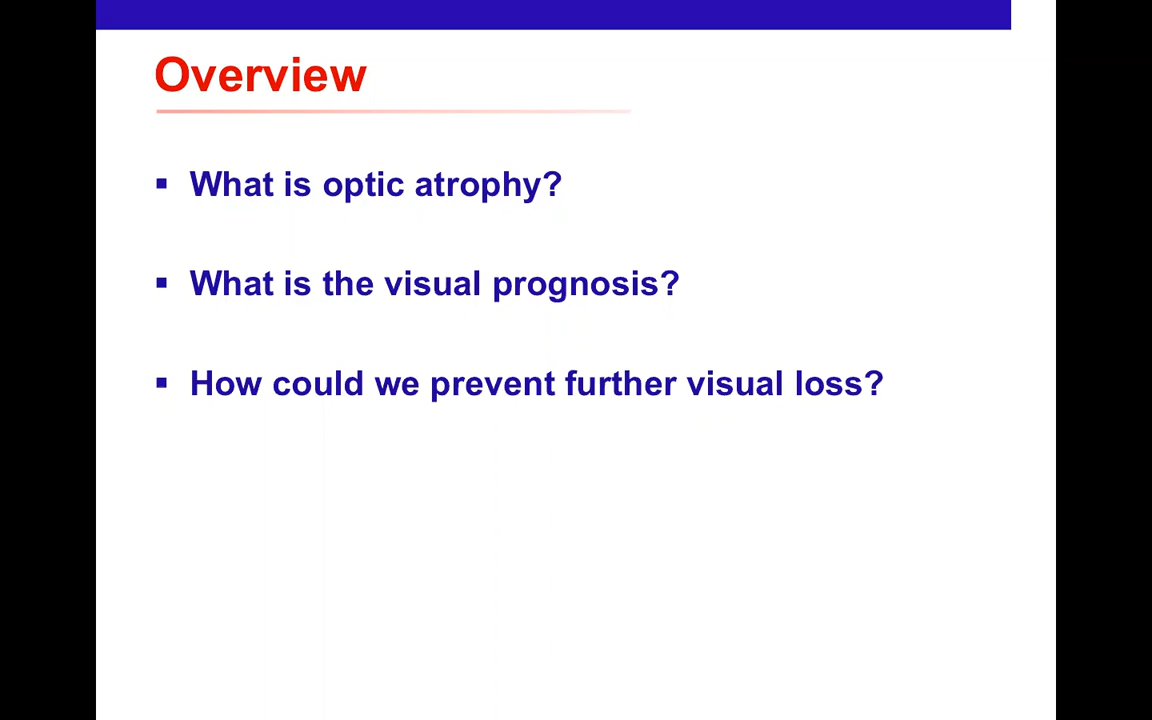 Overview
▪ What is optic atrophy?
▪ What is the visual prognosis?
▪ How could we prevent further visual loss?